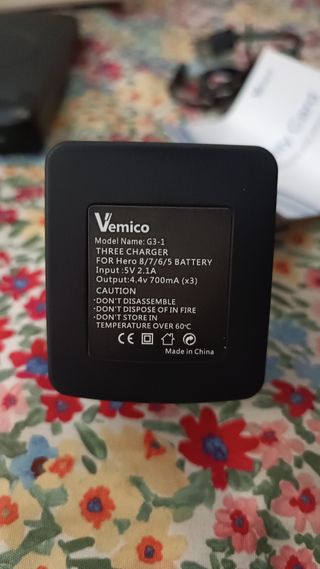 Vemico
Model Name: G3-1
THREE CHARGER
FOR Hero 8/7/6/5 BATTERY
Input :5V 2.1A
Output:4.4v 700mA (x3)
CAUTION
·DON'T DISASSEMBLE
·DON'T DISPOSE OF IN FIRE
·DON'T STORE IN
TEMPERATURE OVER 60℃
CE
Made in China